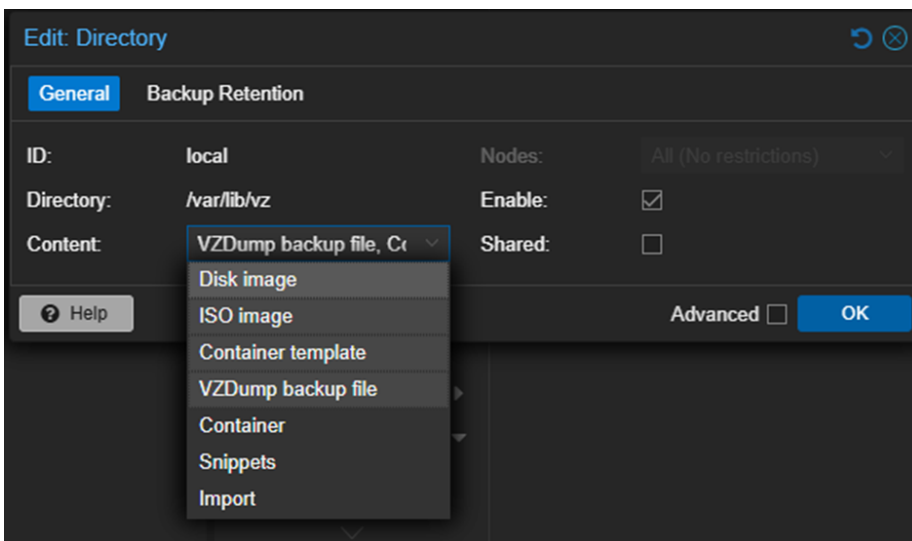 Edit: Directory
General Backup Retention
ID: local Nodes: All (No restrictions)
Directory: /var/lib/vz Enable:
Content: VZDump backup file, Co Shared:
Disk image
ISO image
Container template
VZDump backup file
Container
Snippets
Import
Help Advanced OK